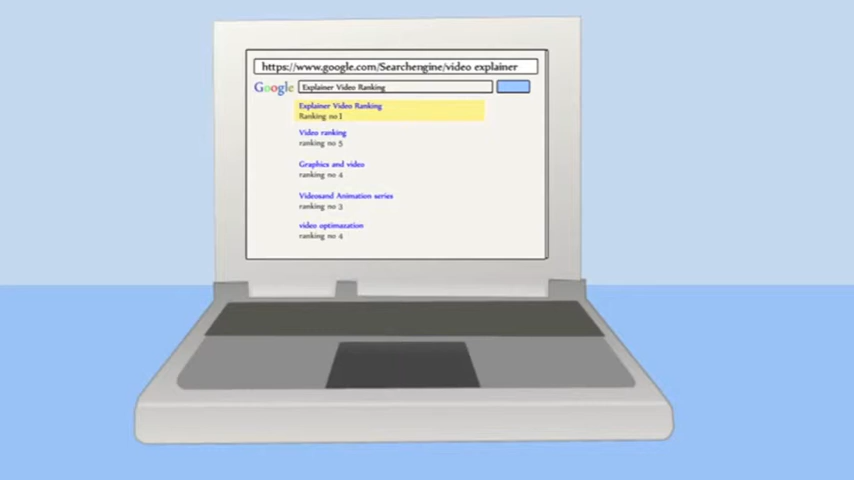 https://www.google.com/Searchengine/video explainer
Google Explainer Video Ranking
Explainer Video Ranking
Ranking no 1
Video ranking
ranking no 5
Graphics and video
ranking no 4
Videosand Animation series
ranking no 3
video optimazation
ranking no 4